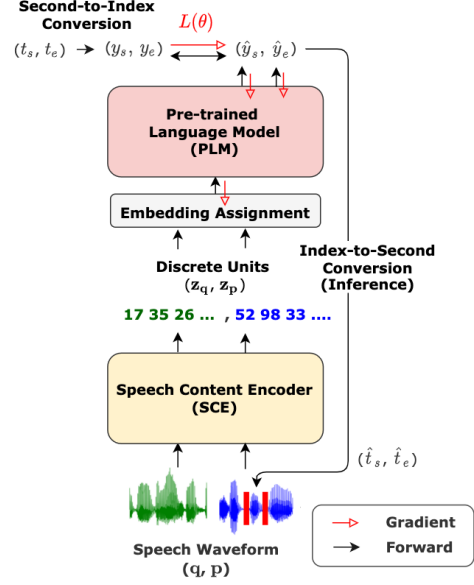 Second-to-Index
Conversion
L(θ)
(t_s, t_e) → (y_s, y_e) (ŷ_s, ŷ_e)
Pre-trained
Language Model
(PLM)
Embedding Assignment
Discrete Units
(z_q, z_p)
Index-to-Second
Conversion
(Inference)
17 35 26 ... , 52 98 33 ....
Speech Content Encoder
(SCE)
(t̂_s, t̂_e)
Speech Waveform
(q, p)
Gradient
Forward